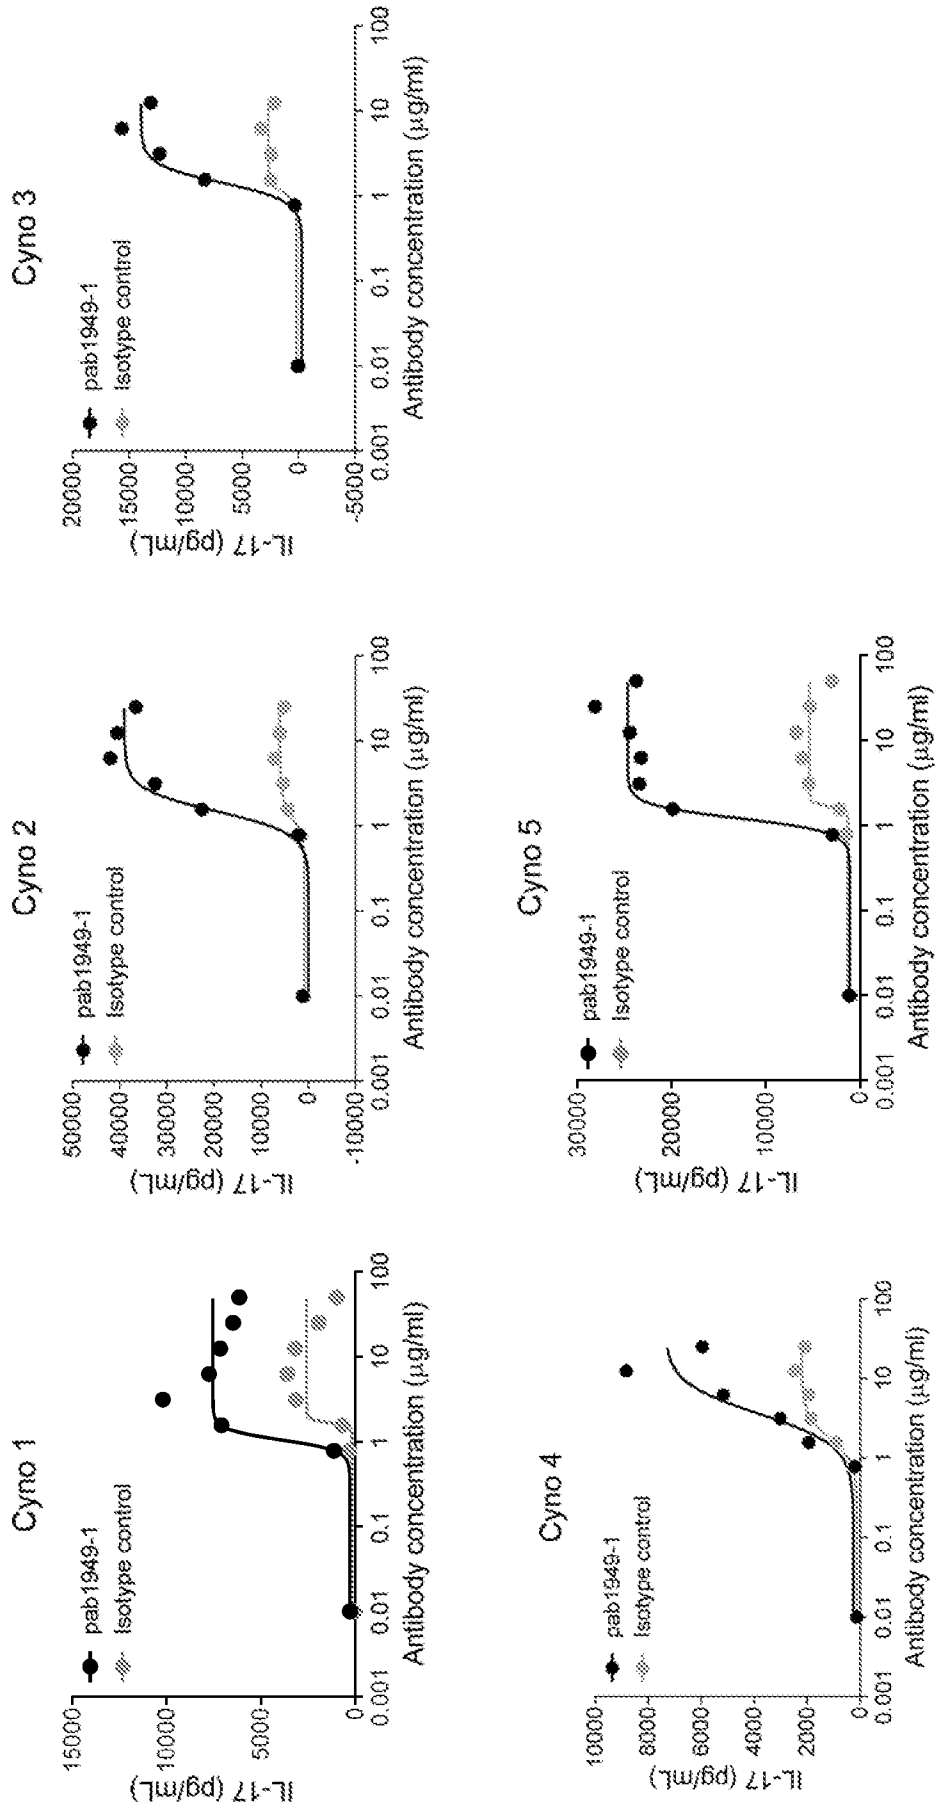 Cyno 1
pab1949-1
Isotype control
IL-17 (pg/mL)
15000
10000
5000
0
0.001
0.01
0.1
1
10
100
Antibody concentration (µg/ml)
Cyno 2
pab1949-1
Isotype control
IL-17 (pg/mL)
50000
40000
30000
20000
10000
0
-10000
0.001
0.01
0.1
1
10
100
Antibody concentration (µg/ml)
Cyno 3
pab1949-1
Isotype control
IL-17 (pg/mL)
20000
15000
10000
5000
0
-5000
0.001
0.01
0.1
1
10
100
Antibody concentration (µg/ml)
Cyno 4
pab1949-1
Isotype control
IL-17 (pg/mL)
10000
8000
6000
4000
2000
0
0.001
0.01
0.1
1
10
100
Antibody concentration (µg/ml)
Cyno 5
pab1949-1
Isotype control
IL-17 (pg/mL)
30000
20000
10000
0
0.001
0.01
0.1
1
10
100
Antibody concentration (µg/ml)